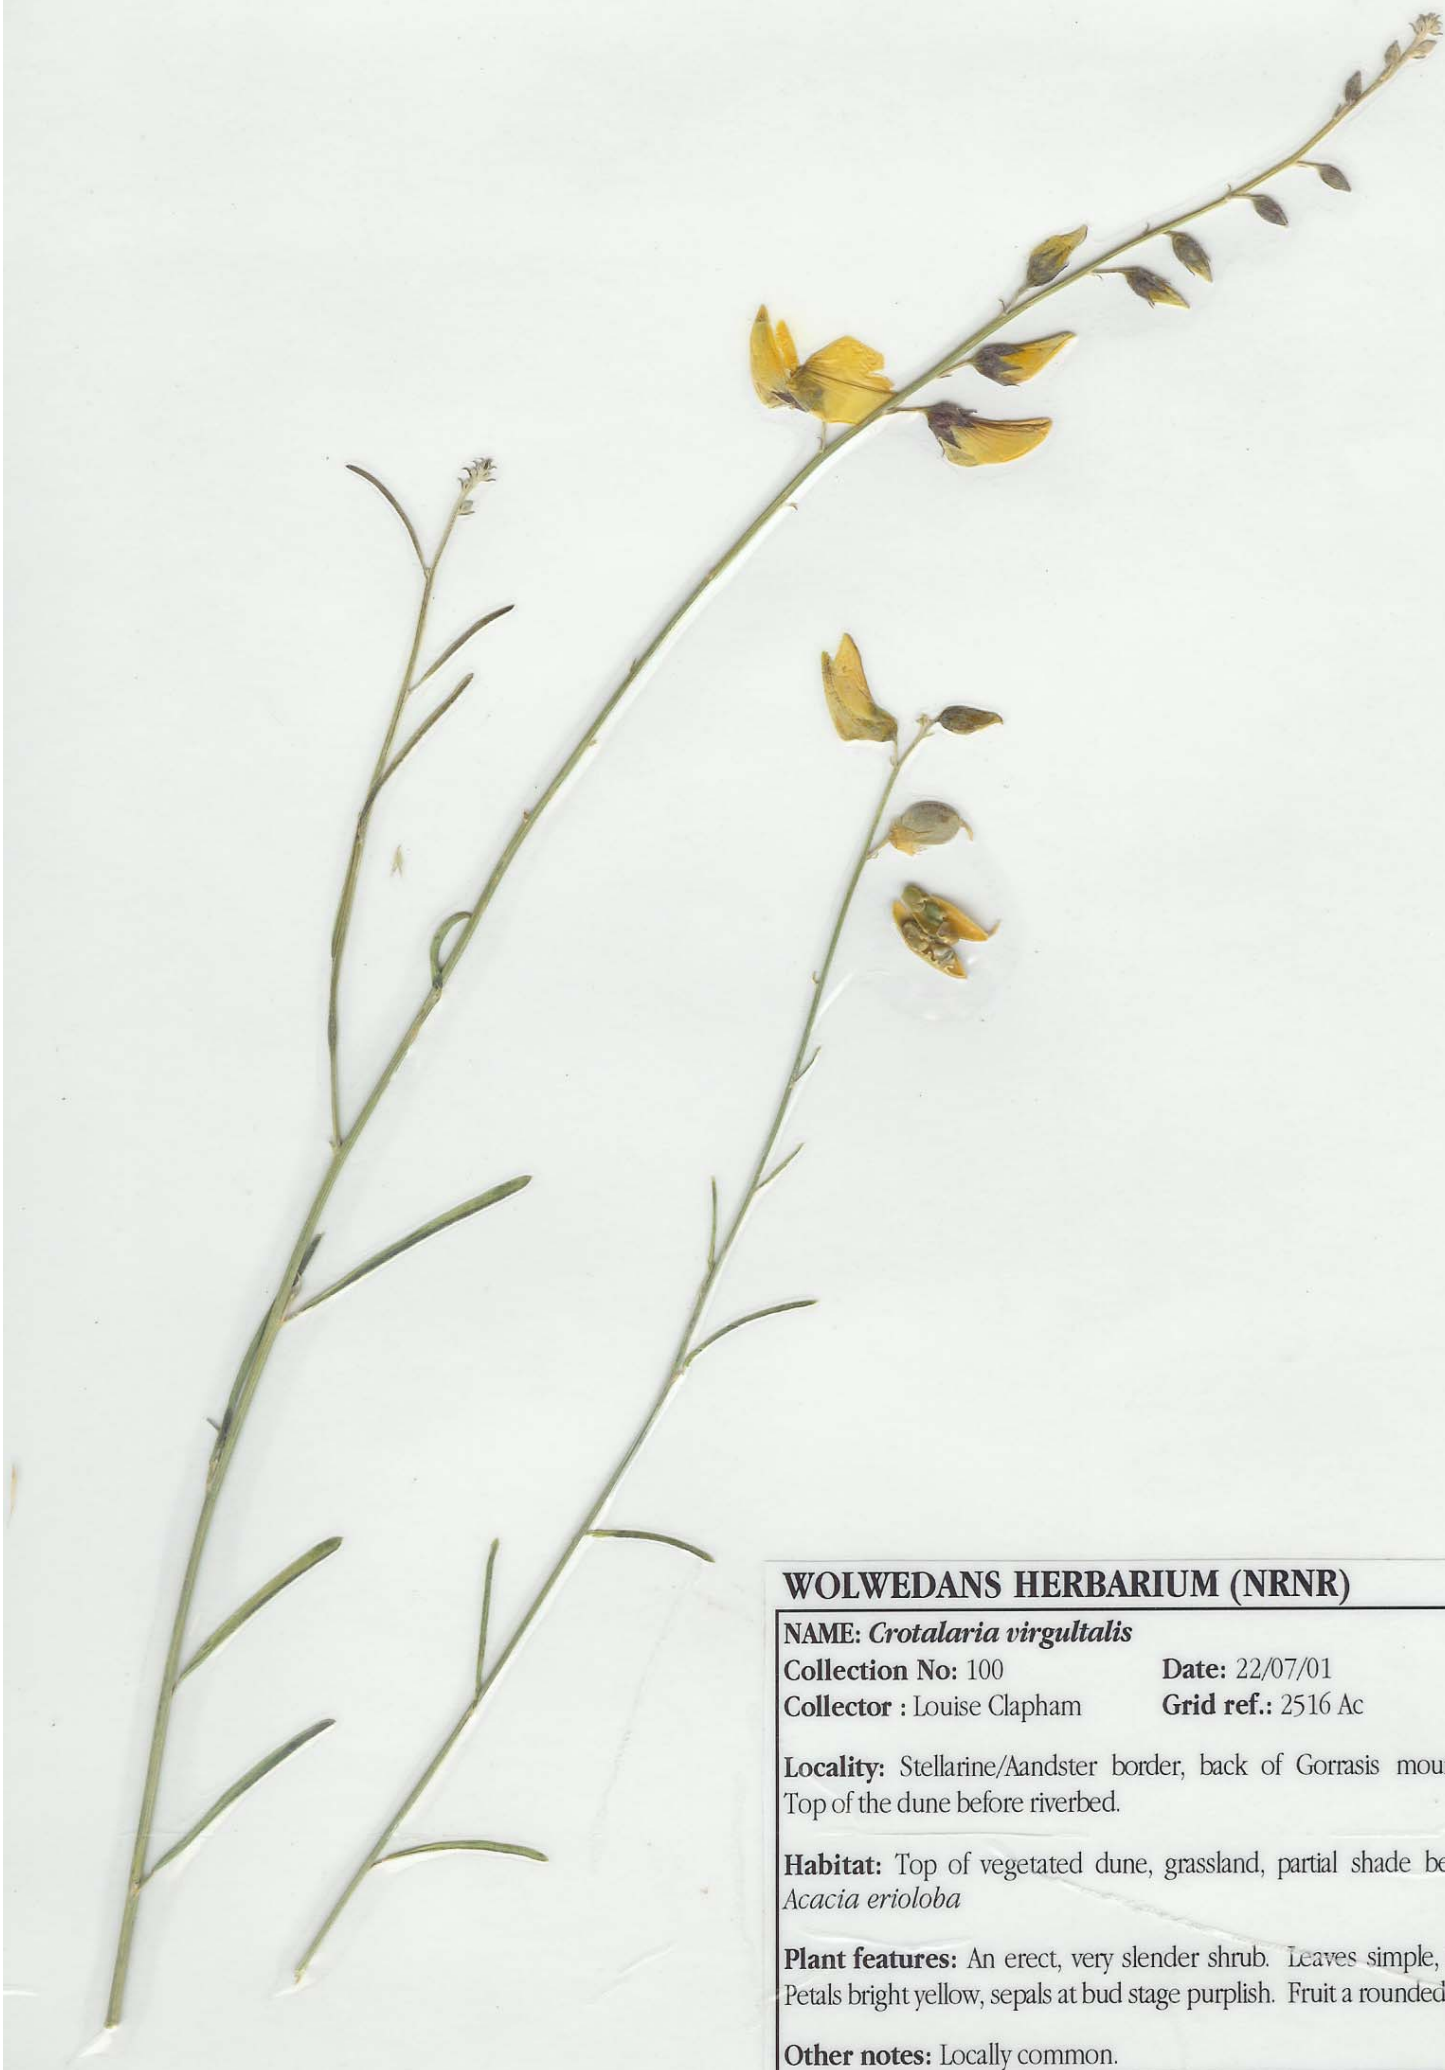 WOLWEDANS HERBARIUM (NRNR)
NAME: Crotalaria virgultalis
Collection No: 100 Date: 22/07/01
Collector : Louise Clapham Grid ref.: 2516 Ac
Locality: Stellarine/Aandster border, back of Gorrasis
Top of the dune before riverbed.
Habitat: Top of vegetated dune, grassland, partial shade
Acacia erioloba
Plant features: An erect, very slender shrub. Leaves simple,
Petals bright yellow, sepals at bud stage purplish. Fruit a rounded
Other notes: Locally common.